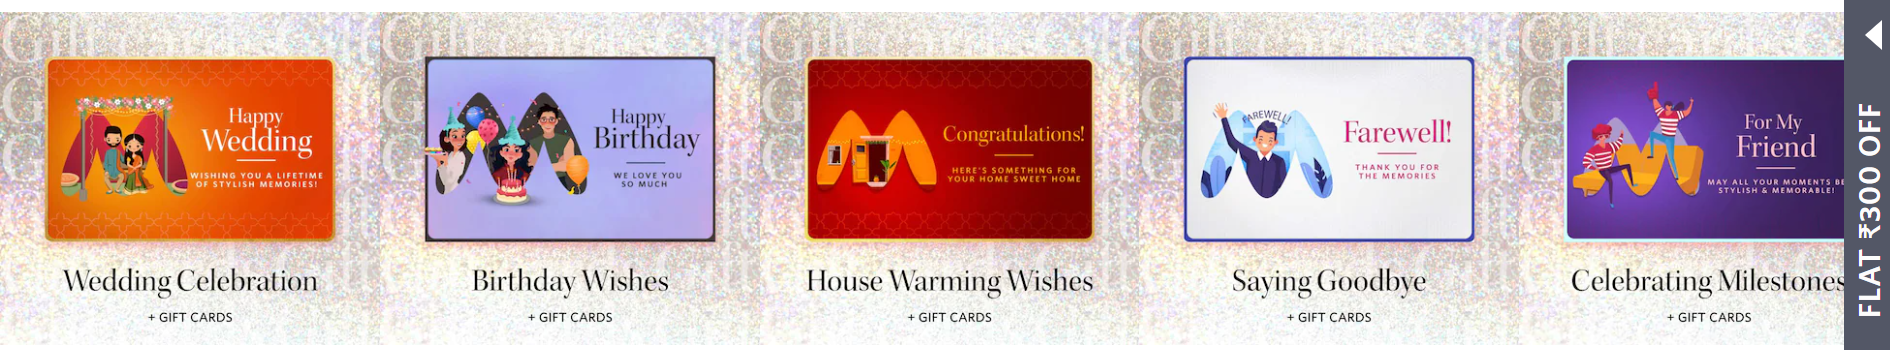 Happy
Wedding
WISHING YOU A LIFETIME
OF STYLISH MEMORIES!
Wedding Celebration
+ GIFT CARDS
Happy
Birthday
WE LOVE YOU
SO MUCH
Birthday Wishes
+ GIFT CARDS
Congratulations!
HERE'S SOMETHING FOR
YOUR HOME SWEET HOME
House Warming Wishes
+ GIFT CARDS
FAREWELL!
Farewell!
THANK YOU FOR
THE MEMORIES
Saying Goodbye
+ GIFT CARDS
For My
Friend
MAY ALL YOUR MOMENTS BE
STYLISH & MEMORABLE!
Celebrating Milestones
+ GIFT CARDS
FLAT ₹300 OFF